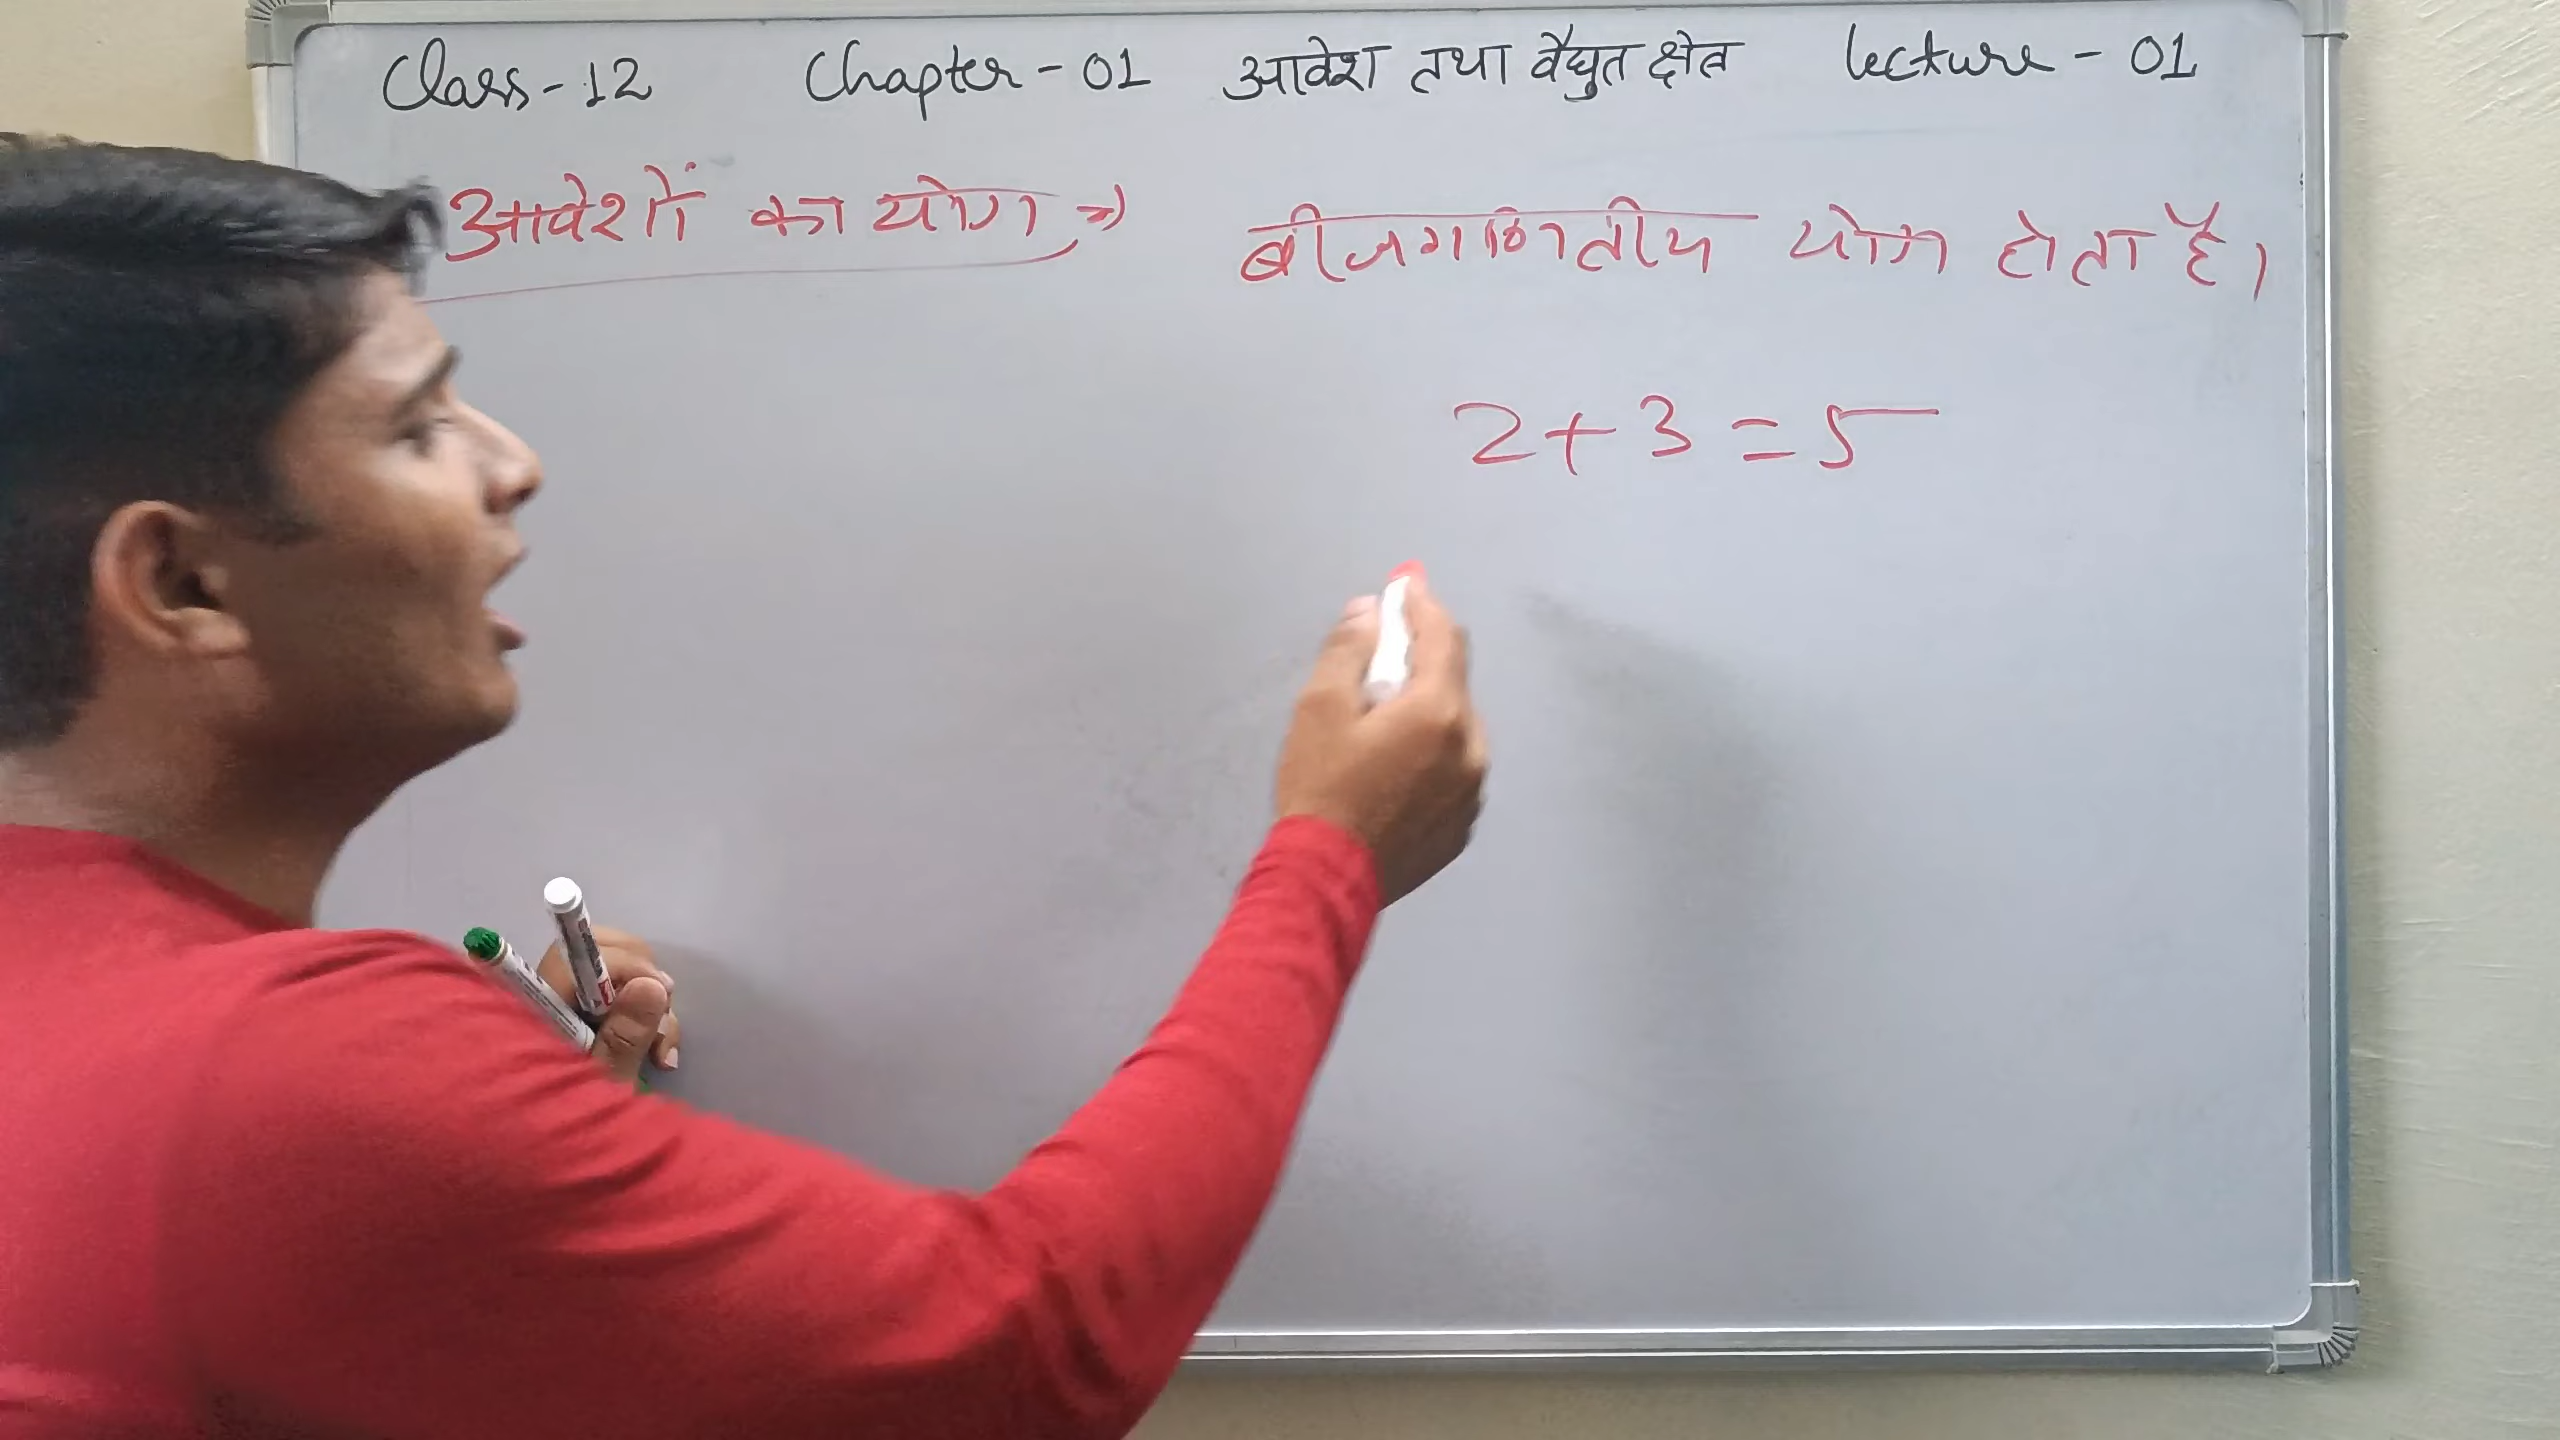 Class-12 Chapter-01 आवेश तथा वैद्युत क्षेत्र lecture-01
आवेशों का योग → बीजगणितीय योग होता है।
2+3=5